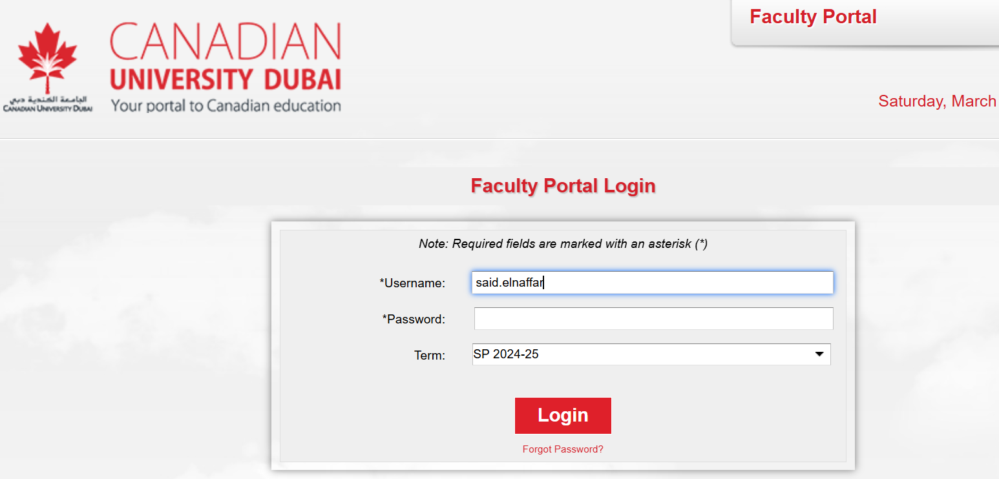 Faculty Portal
CANADIAN
UNIVERSITY DUBAI
Your portal to Canadian education
الجامعة الكندية دبي
CANADIAN UNIVERSITY DUBAI
Saturday, March
Faculty Portal Login
Note: Required fields are marked with an asterisk (*)
*Username: said.elnaffar
*Password:
Term: SP 2024-25
Login
Forgot Password?